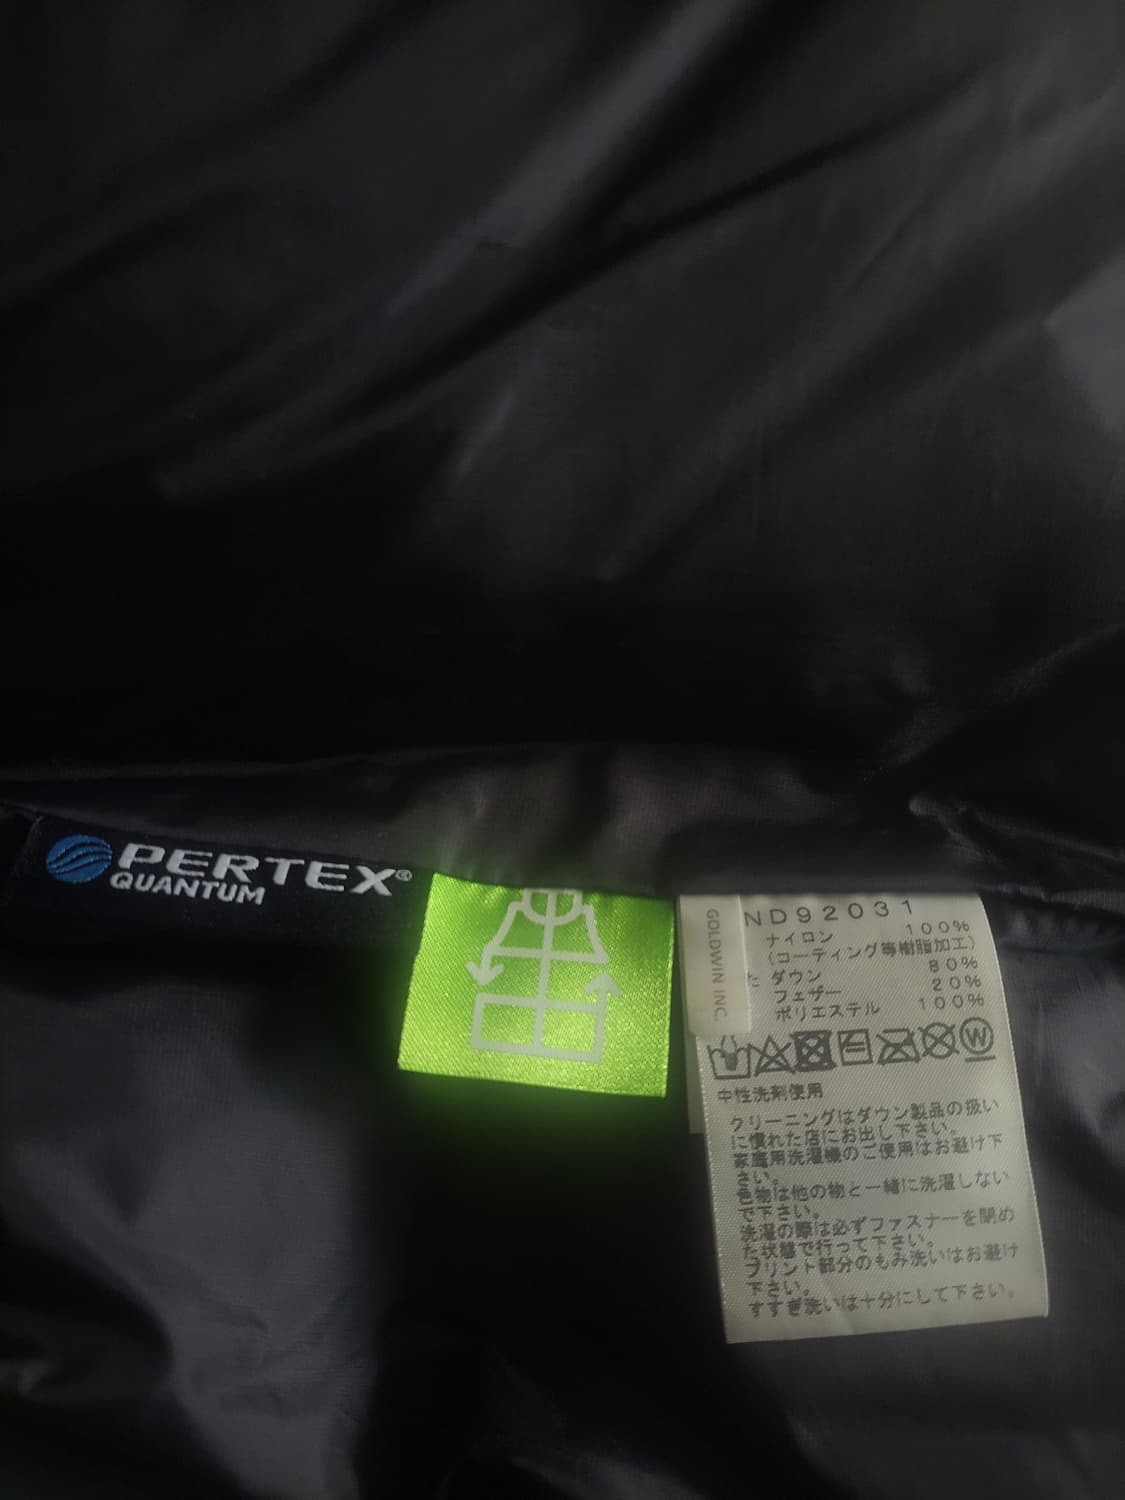 PERTEX®
QUANTUM
GOLDWIN INC.
ND92031
ナイロン 100%
(コーティング等樹脂加工)
た ダウン 80%
フェザー 20%
ポリエステル 100%
W
中性洗剤使用
クリーニングはダウン製品の扱い
に慣れた店にお出し下さい。
家庭用洗濯機のご使用はお避け下
さい。
色物は他の物と一緒に洗濯しない
で下さい。
洗濯の際は必ずファスナーを閉め
た状態で行って下さい。
プリント部分のもみ洗いはお避け
下さい。
すすぎ洗いは十分にして下さい。